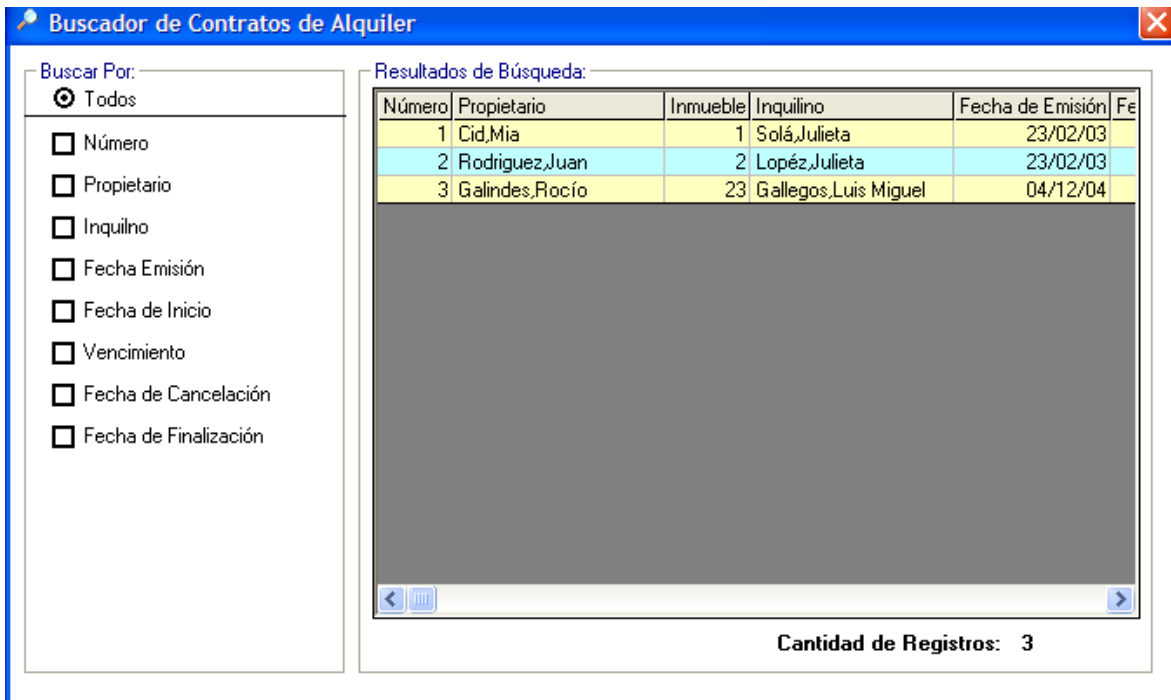 Buscador de Contratos de Alquiler
Buscar Por:
Todos
Número
Propietario
Inquilno
Fecha Emisión
Fecha de Inicio
Vencimiento
Fecha de Cancelación
Fecha de Finalización
Resultados de Búsqueda:
Número Propietario Inmueble Inquilino Fecha de Emisión Fe
1 Cid,Mia 1 Solá,Julieta 23/02/03
2 Rodriguez,Juan 2 Lopéz,Julieta 23/02/03
3 Galindes,Rocío 23 Gallegos,Luis Miguel 04/12/04
Cantidad de Registros: 3